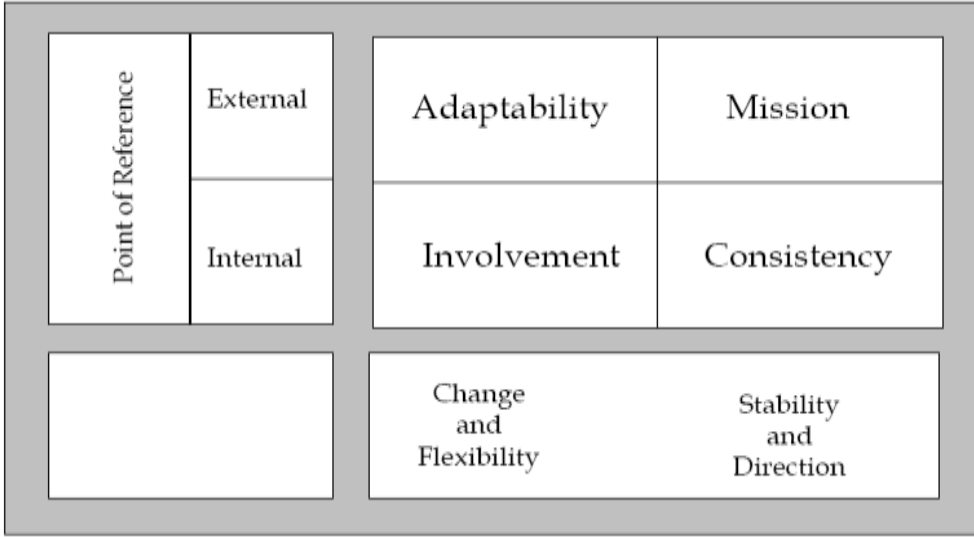 Point of Reference
External
Internal
Adaptability
Mission
Involvement
Consistency
Change
and
Flexibility
Stability
and
Direction